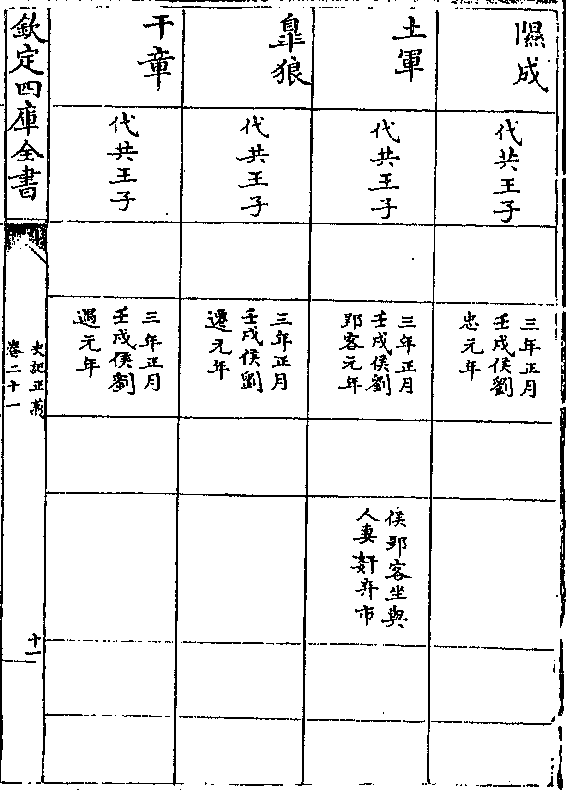 隰成
代共王子
三年正月
壬戌侯劉
忠元年
土軍
代共王子
三年正月
壬戌侯劉
郢客元年
侯郢客坐與
人妻姧弃市
臯狼
代共王子
三年正月
壬戌侯劉
遷元年
干章
代共王子
三年正月
壬戌侯劉
遇元年
欽定四庫全書
史記正義
卷二十一
十一